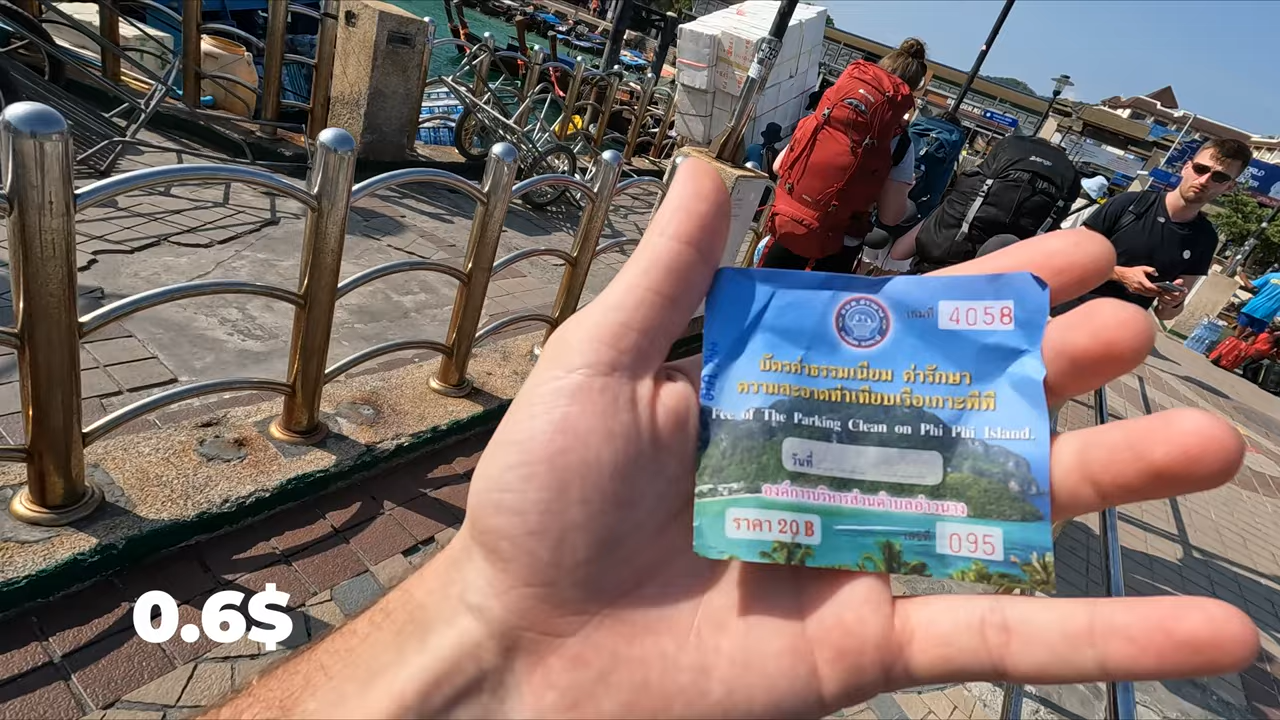 เล่มที่ 4058
บัตรค่าธรรมเนียม ค่ารักษา
ความสะอาดท่าเทียบเรือเกาะพีพี
Fee of The Parking Clean on Phi Phi Island.
วันที่
องค์การบริหารส่วนตำบลอ่าวนาง
ราคา 20 B
เลขที่ 095
0.6$